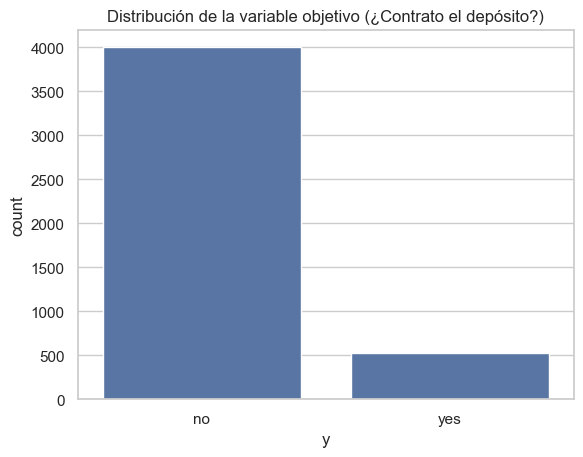 Distribución de la variable objetivo (¿Contrato el depósito?)
4000
3500
3000
2500
2000
1500
1000
500
0
count
no yes
y